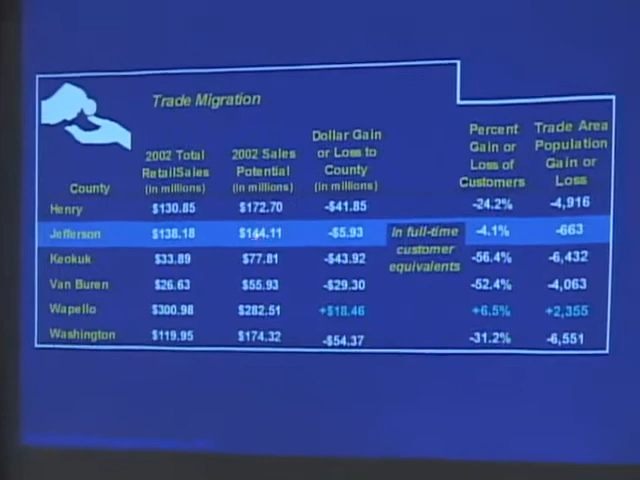 Trade Migration
County
2002 Total
RetailSales
(in millions)
2002 Sales
Potential
(in millions)
Dollar Gain
or Loss to
County
(in millions)
Percent
Gain or
Loss of
Customers
Trade Area
Population
Gain or
Loss
Henry $130.85 $172.70 -$41.85 -24.2% -4,916
Jefferson $138.18 $144.11 -$5.93 -4.1% -663
In full-time
customer
equivalents
Keokuk $33.89 $77.81 -$43.92 -56.4% -6,432
Van Buren $26.63 $55.93 -$29.30 -52.4% -4,063
Wapello $300.98 $282.51 +$18.46 +6.5% +2,355
Washington $119.95 $174.32 -$54.37 -31.2% -6,551